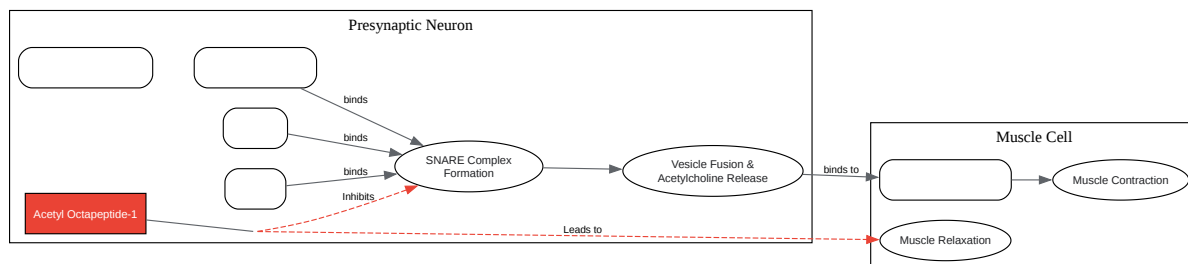 Presynaptic Neuron
binds
binds
binds
SNARE Complex
Formation
Vesicle Fusion &
Acetylcholine Release
Inhibits
Acetyl Octapeptide-1
Leads to
binds to
Muscle Cell
Muscle Contraction
Muscle Relaxation